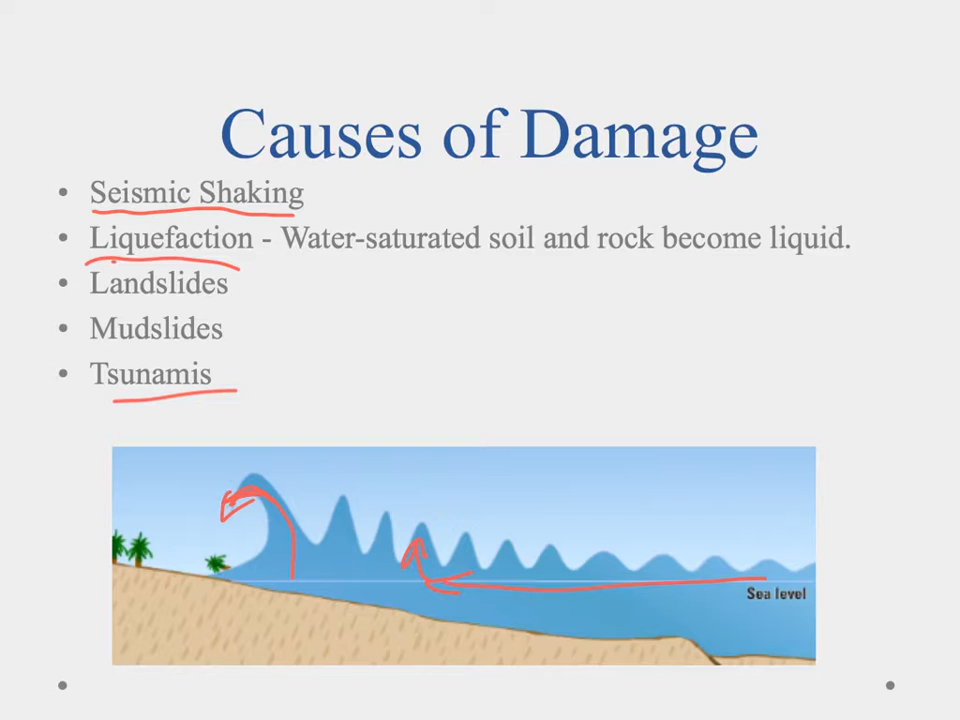 Causes of Damage
• Seismic Shaking
• Liquefaction - Water-saturated soil and rock become liquid.
• Landslides
• Mudslides
• Tsunamis
Sea level